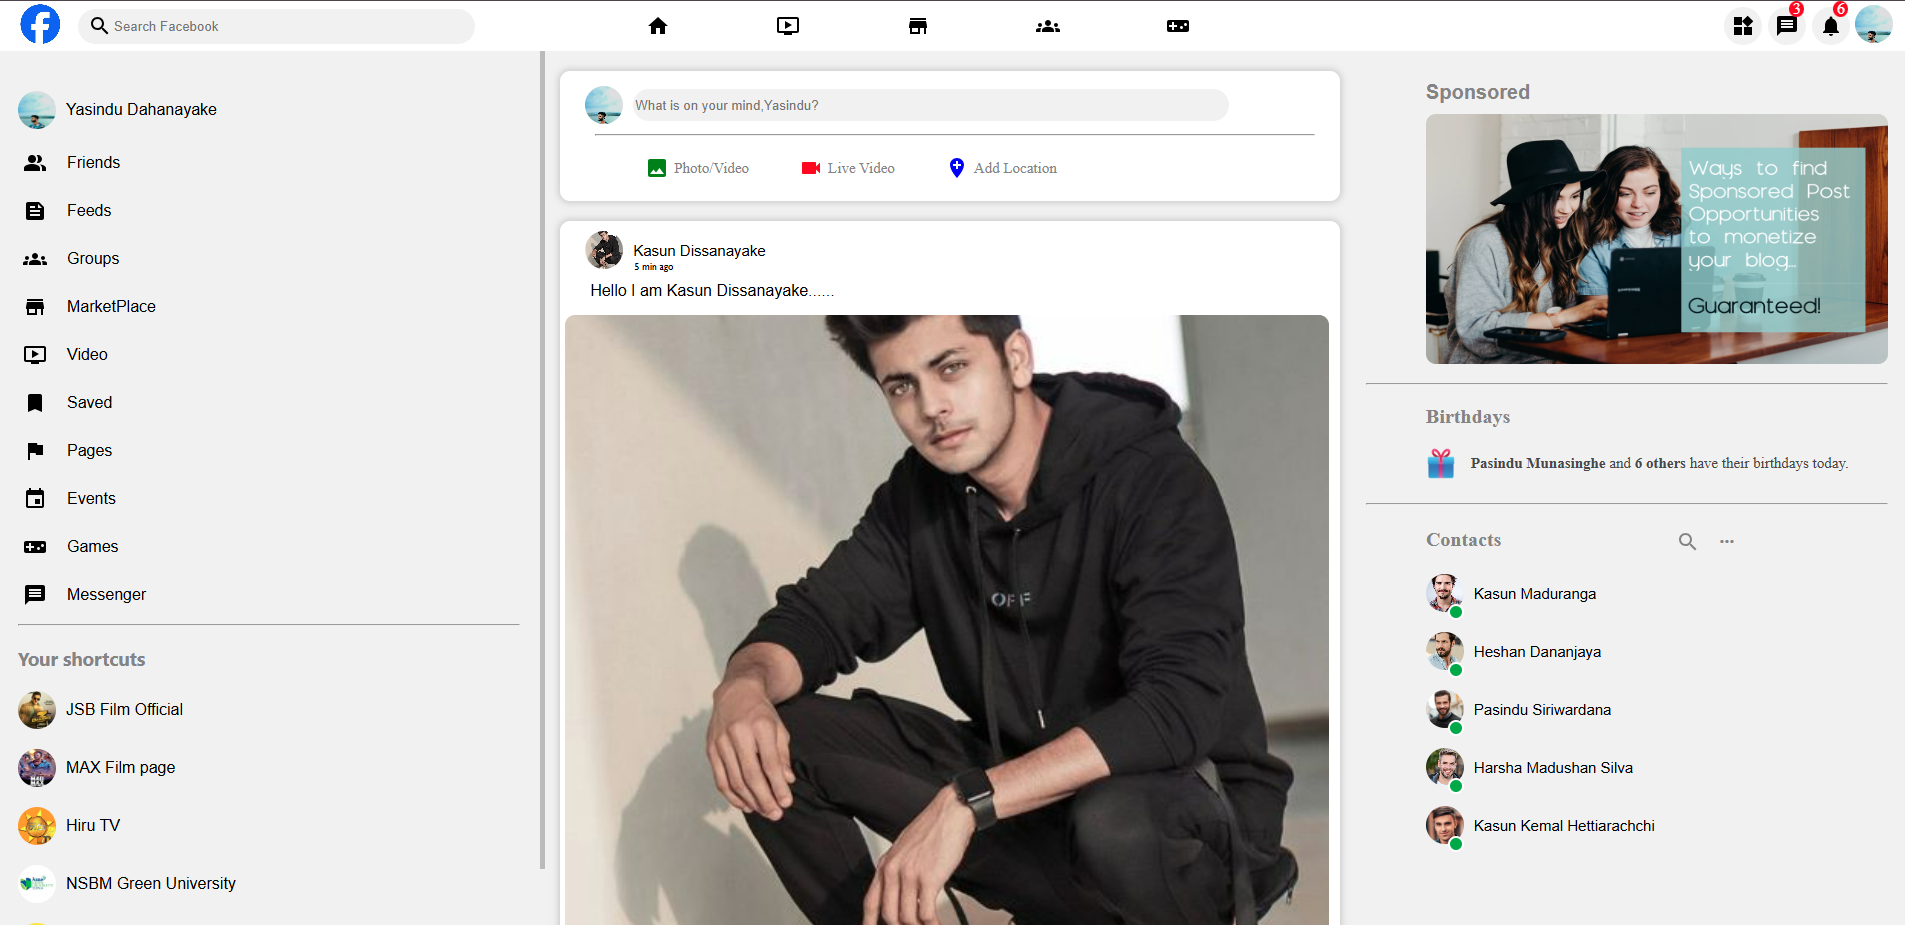 Search Facebook
3
6
Yasindu Dahanayake
Friends
Feeds
Groups
MarketPlace
Video
Saved
Pages
Events
Games
Messenger
Your shortcuts
JSB Film Official
MAX Film page
Hiru TV
NSBM Green University
What is on your mind,Yasindu?
Photo/Video
Live Video
Add Location
Kasun Dissanayake
5 min ago
Hello I am Kasun Dissanayake......
OFF
Sponsored
Ways to find
Sponsored Post
Opportunities
to monetize
your blog...
Guaranteed!
Birthdays
Pasindu Munasinghe and 6 others have their birthdays today.
Contacts
Kasun Maduranga
Heshan Dananjaya
Pasindu Siriwardana
Harsha Madushan Silva
Kasun Kemal Hettiarachchi